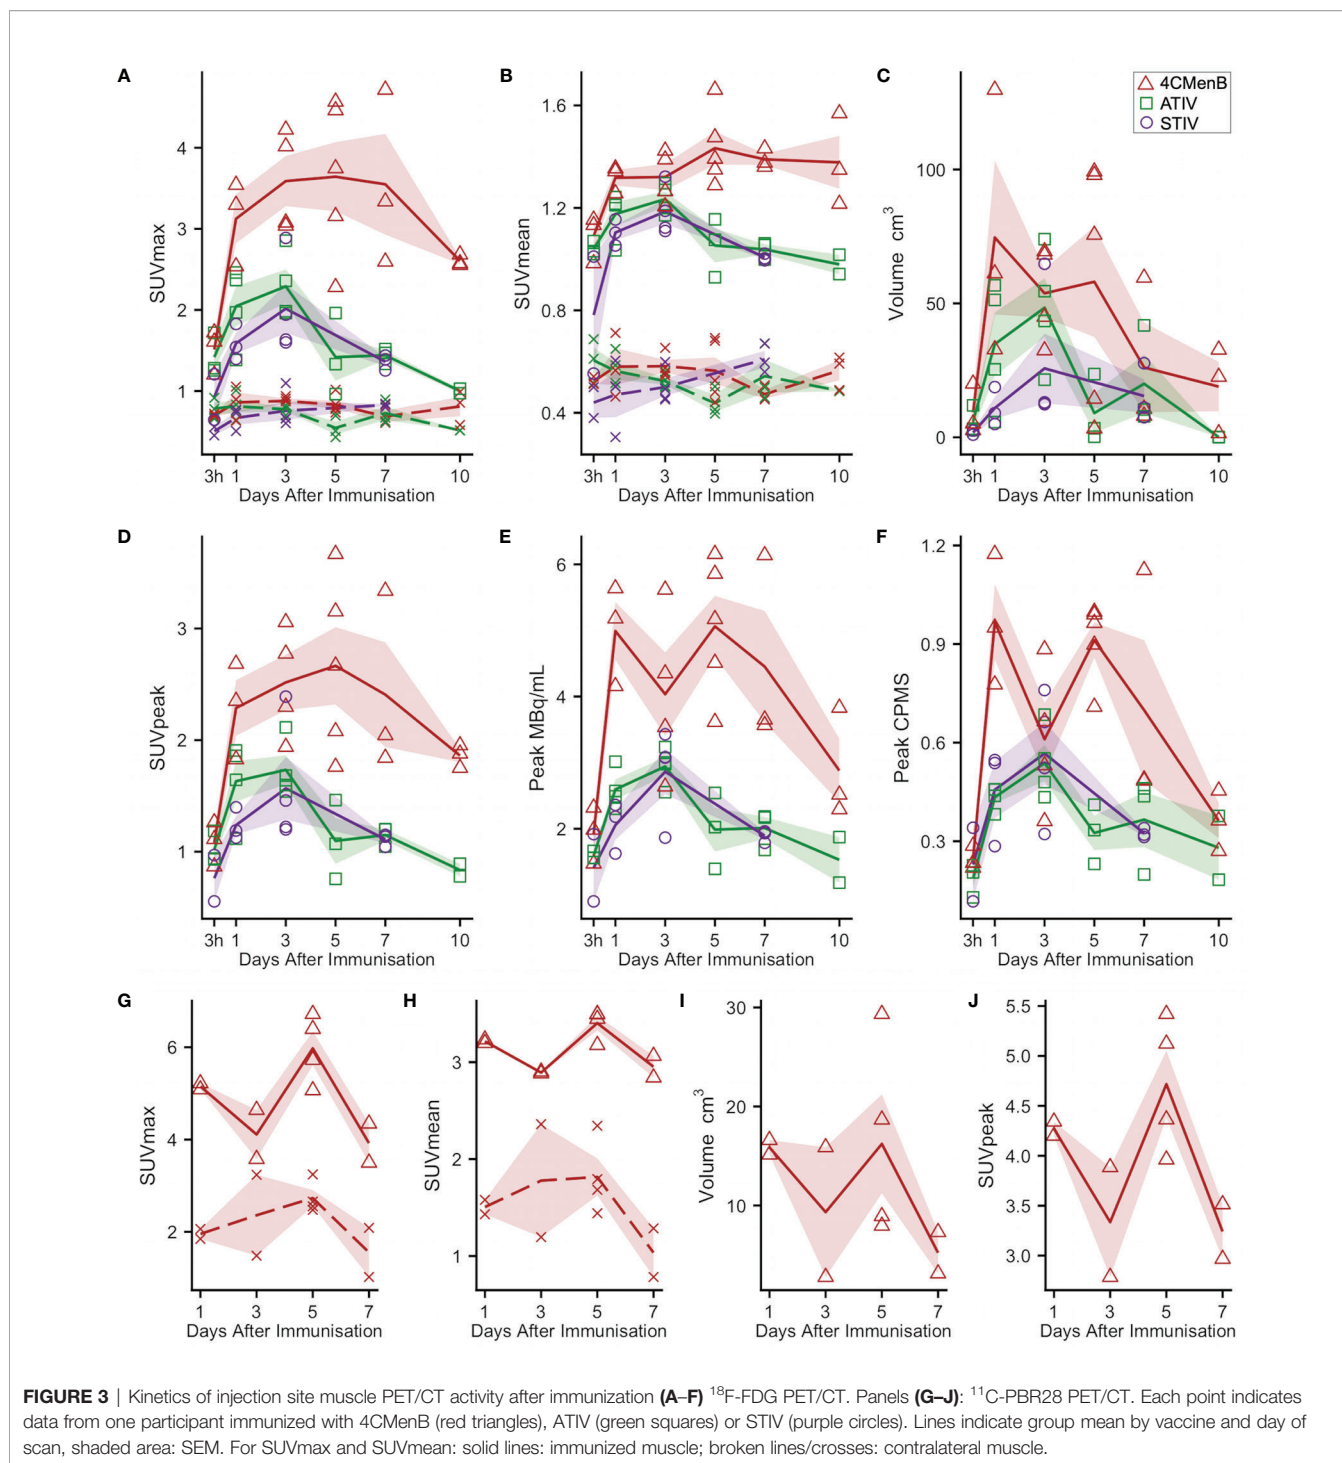 A
SUVmax
4
3
2
1
3h 1 3 5 7 10
Days After Immunisation
B
SUVmean
1.6
1.2
0.8
0.4
3h 1 3 5 7 10
Days After Immunisation
C
Volume cm³
100
50
0
3h 1 3 5 7 10
Days After Immunisation
4CMenB
ATIV
STIV
D
SUVpeak
3
2
1
3h 1 3 5 7 10
Days After Immunisation
E
Peak MBq/mL
6
4
2
3h 1 3 5 7 10
Days After Immunisation
F
Peak CPMS
1.2
0.9
0.6
0.3
3h 1 3 5 7 10
Days After Immunisation
G
SUVmax
6
4
2
1 3 5 7
Days After Immunisation
H
SUVmean
3
2
1
1 3 5 7
Days After Immunisation
I
Volume cm³
30
20
10
1 3 5 7
Days After Immunisation
J
SUVpeak
5.5
5.0
4.5
4.0
3.5
3.0
1 3 5 7
Days After Immunisation
FIGURE 3 | Kinetics of injection site muscle PET/CT activity after immunization (A–F) ¹⁸F-FDG PET/CT. Panels (G–J): ¹¹C-PBR28 PET/CT. Each point indicates
data from one participant immunized with 4CMenB (red triangles), ATIV (green squares) or STIV (purple circles). Lines indicate group mean by vaccine and day of
scan, shaded area: SEM. For SUVmax and SUVmean: solid lines: immunized muscle; broken lines/crosses: contralateral muscle.